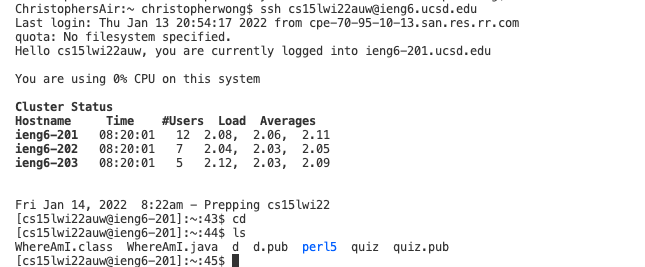 ChristophersAir:~ christopherwong$ ssh cs15lwi22auw@ieng6.ucsd.edu
Last login: Thu Jan 13 20:54:17 2022 from cpe-70-95-10-13.san.res.rr.com
quota: No filesystem specified.
Hello cs15lwi22auw, you are currently logged into ieng6-201.ucsd.edu
You are using 0% CPU on this system
Cluster Status
Hostname     Time    #Users  Load  Averages
ieng6-201   08:20:01   12  2.08,  2.06,  2.11
ieng6-202   08:20:01   7   2.04,  2.03,  2.05
ieng6-203   08:20:01   5   2.12,  2.03,  2.09
Fri Jan 14, 2022  8:22am - Prepping cs15lwi22
[cs15lwi22auw@ieng6-201]:~:43$ cd
[cs15lwi22auw@ieng6-201]:~:44$ ls
WhereAmI.class  WhereAmI.java  d  d.pub  perl5  quiz  quiz.pub
[cs15lwi22auw@ieng6-201]:~:45$